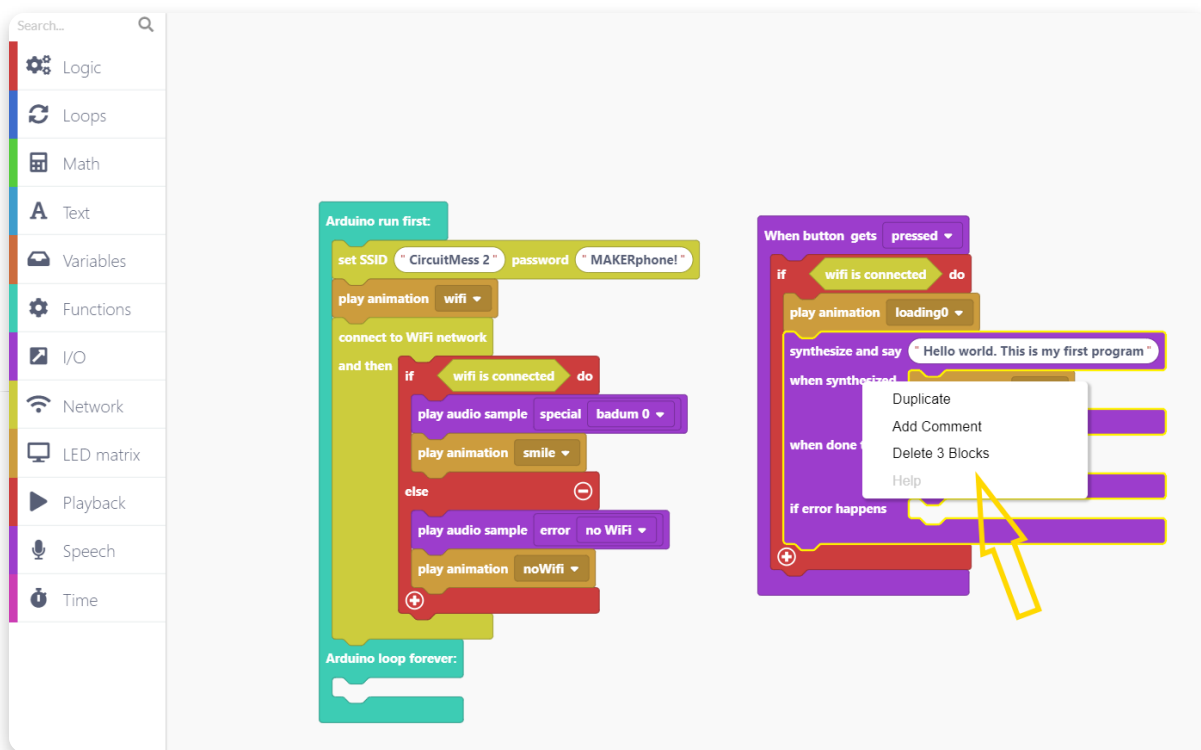 Search...
Logic
Loops
Math
Text
Variables
Functions
I/O
Network
LED matrix
Playback
Speech
Time
Arduino run first:
set SSID " CircuitMess 2 " password " MAKERphone! "
play animation wifi
connect to WiFi network
and then if wifi is connected do
play audio sample special badum 0
play animation smile
else
play audio sample error no WiFi
play animation noWifi
Arduino loop forever:
When button gets pressed
if wifi is connected do
play animation loading0
synthesize and say " Hello world. This is my first program "
when synthesized
when done
if error happens
Duplicate
Add Comment
Delete 3 Blocks
Help